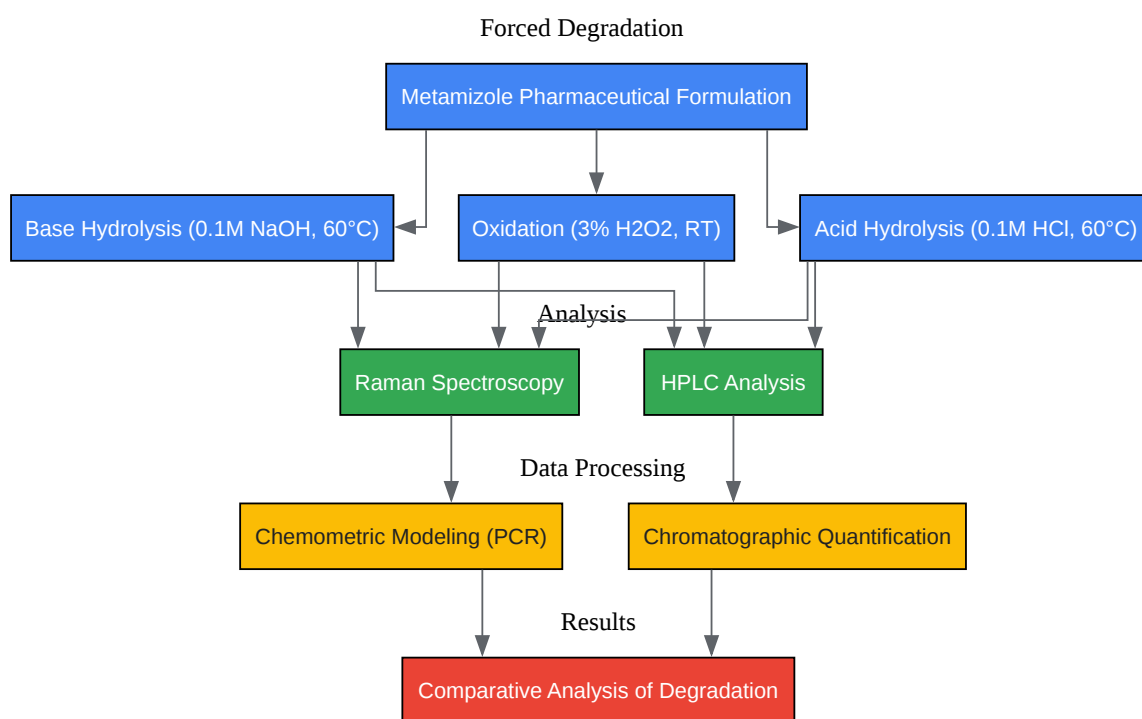 Forced Degradation
Metamizole Pharmaceutical Formulation
Base Hydrolysis (0.1M NaOH, 60°C)
Oxidation (3% H2O2, RT)
Acid Hydrolysis (0.1M HCl, 60°C)
Analysis
Raman Spectroscopy
HPLC Analysis
Data Processing
Chemometric Modeling (PCR)
Chromatographic Quantification
Results
Comparative Analysis of Degradation